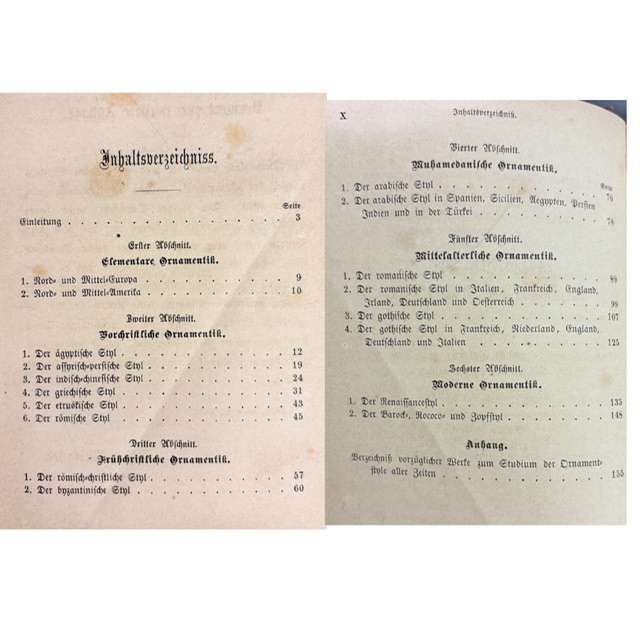 Inhaltsverzeichniss.
Seite
Einleitung . . . . . . . . . . . . . . . . 3
Erster Abschnitt.
Elementare Ornamentik.
1. Nord- und Mittel-Europa . . . . . . . . . . . 9
2. Nord- und Mittel-Amerika . . . . . . . . . . . 10
Zweiter Abschnitt.
Vorchristliche Ornamentik.
1. Der ägyptische Styl . . . . . . . . . . . . 12
2. Der assyrisch-persische Styl . . . . . . . . . . 19
3. Der indisch-chinesische Styl . . . . . . . . . . 24
4. Der griechische Styl . . . . . . . . . . . . 31
5. Der etruskische Styl . . . . . . . . . . . . 43
6. Der römische Styl . . . . . . . . . . . . 45
Dritter Abschnitt.
Frühchristliche Ornamentik.
1. Der römisch-christliche Styl . . . . . . . . . . 57
2. Der byzantinische Styl . . . . . . . . . . . 60
X Inhaltsverzeichniß.
Vierter Abschnitt.
Muhamedanische Ornamentik.
Seite
1. Der arabische Styl . . . . . . . . . . . . 70
2. Der arabische Styl in Spanien, Sicilien, Aegypten, Persien
Indien und in der Türkei . . . . . . . . . . 78
Fünfter Abschnitt.
Mittelalterliche Ornamentik.
1. Der romanische Styl . . . . . . . . . . . . 89
2. Der romanische Styl in Italien, Frankreich, England,
Irland, Deutschland und Oesterreich . . . . . . . 99
3. Der gothische Styl . . . . . . . . . . . . 107
4. Der gothische Styl in Frankreich, Niederland, England,
Deutschland und Italien . . . . . . . . . . 125
Sechster Abschnitt.
Moderne Ornamentik.
1. Der Renaissancestyl . . . . . . . . . . . . 135
2. Der Barock-, Rococo- und Zopfstyl . . . . . . . 148
Anhang.
Verzeichniß vorzüglicher Werke zum Studium der Ornament-
style aller Zeiten . . . . . . . . . . . . 155